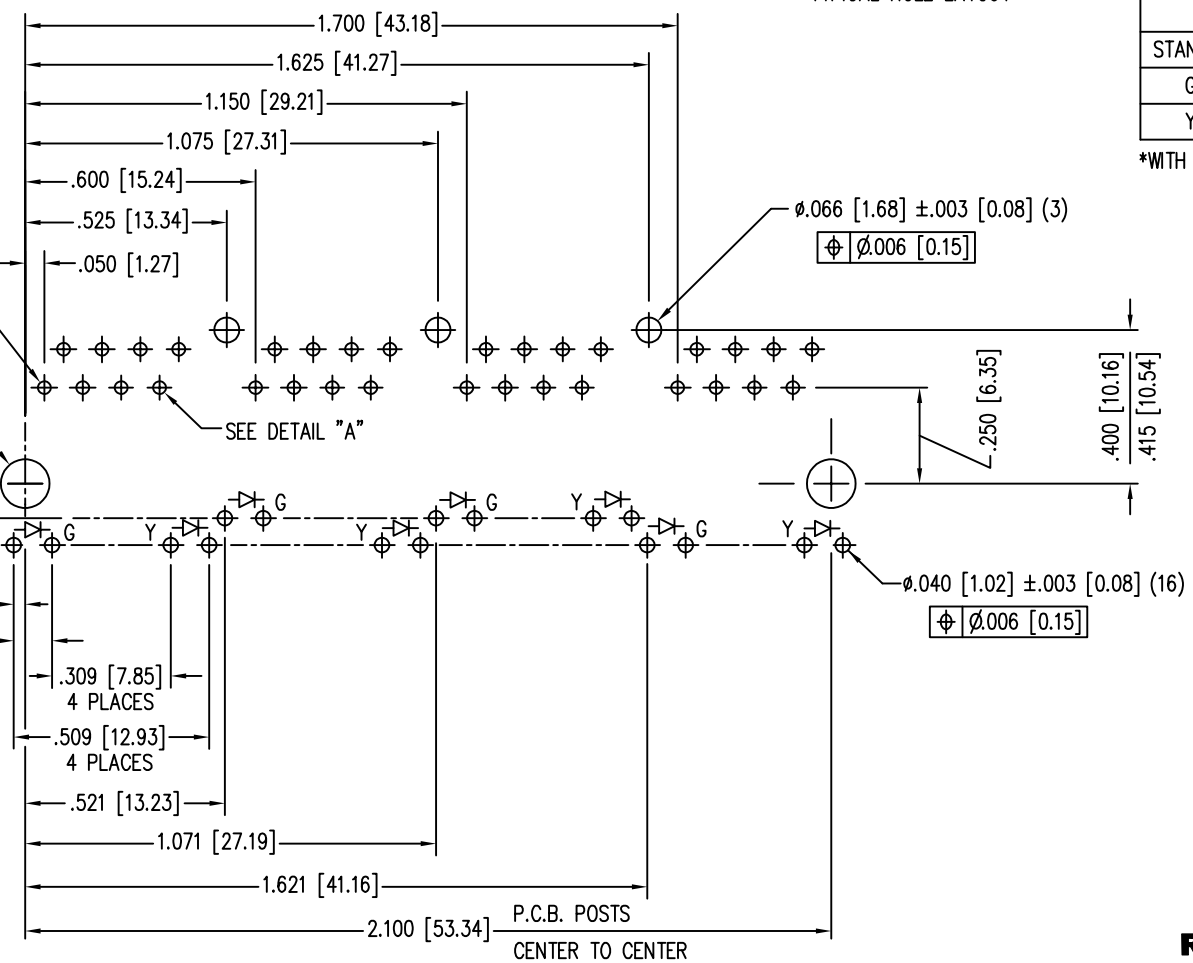 1.700 [43.18]
STAN
1.625 [41.27]
G
1.150 [29.21]
Y
1.075 [27.31]
*WITH
.600 [15.24]
.525 [13.34]
ø.066 [1.68] ±.003 [0.08] (3)
⌖ Ø.006 [0.15]
.050 [1.27]
.250 [6.35]
.400 [10.16]
.415 [10.54]
SEE DETAIL "A"
G
G
Y
G
Y
Y
G
Y
ø.040 [1.02] ±.003 [0.08] (16)
⌖ Ø.006 [0.15]
.309 [7.85]
4 PLACES
.509 [12.93]
4 PLACES
.521 [13.23]
1.071 [27.19]
1.621 [41.16]
2.100 [53.34]
P.C.B. POSTS
CENTER TO CENTER